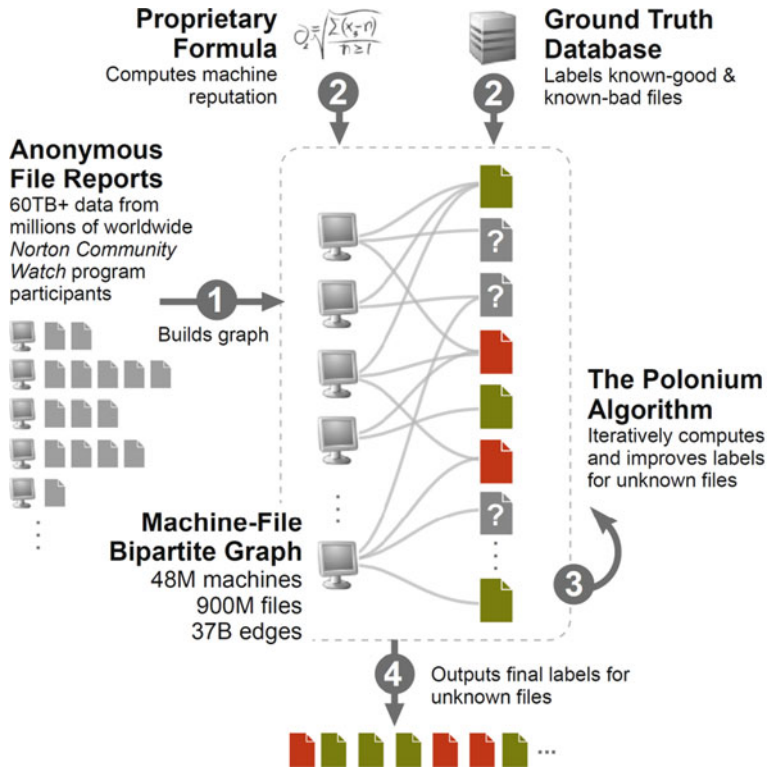 Proprietary
Formula
Computes machine
reputation
2
Ground Truth
Database
Labels known-good &
known-bad files
2
Anonymous
File Reports
60TB+ data from
millions of worldwide
Norton Community
Watch program
participants
1
Builds graph
?
?
?
The Polonium
Algorithm
Iteratively computes
and improves labels
for unknown files
3
Machine-File
Bipartite Graph
48M machines
900M files
37B edges
4
Outputs final labels for
unknown files
...